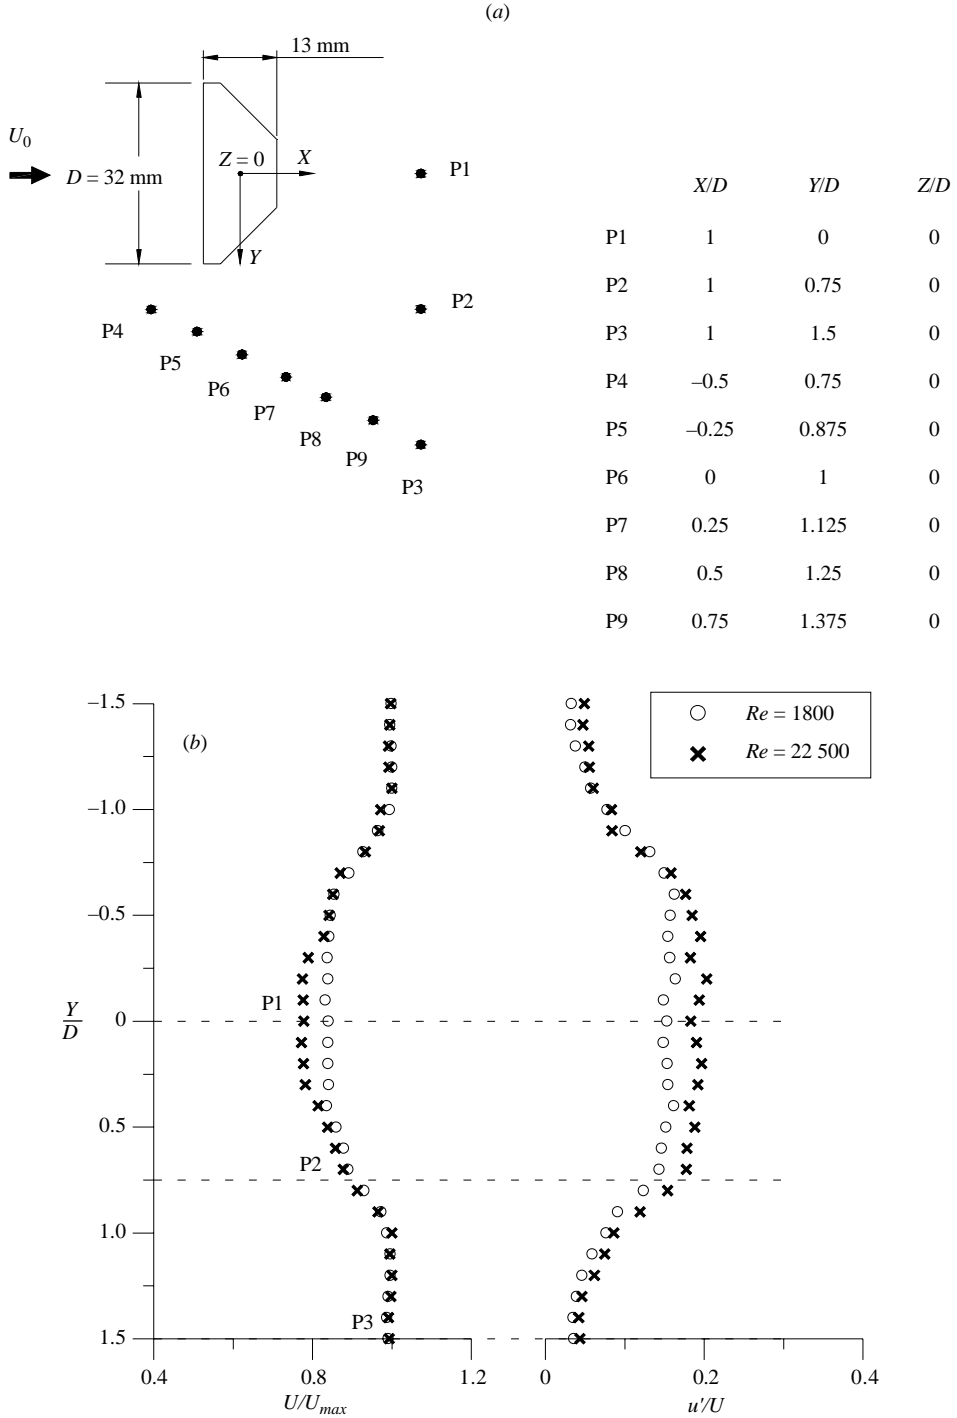 (a)
13 mm
U0
D = 32 mm
Z = 0
X
Y
P1
P2
P3
P4
P5
P6
P7
P8
P9
X/D Y/D Z/D
P1 1 0 0
P2 1 0.75 0
P3 1 1.5 0
P4 –0.5 0.75 0
P5 –0.25 0.875 0
P6 0 1 0
P7 0.25 1.125 0
P8 0.5 1.25 0
P9 0.75 1.375 0
(b)
Re = 1800
Re = 22 500
–1.5
–1.0
–0.5
0
0.5
1.0
1.5
Y
D
P1
P2
P3
0.4 0.8 1.2
U/Umax
0 0.2 0.4
u'/U